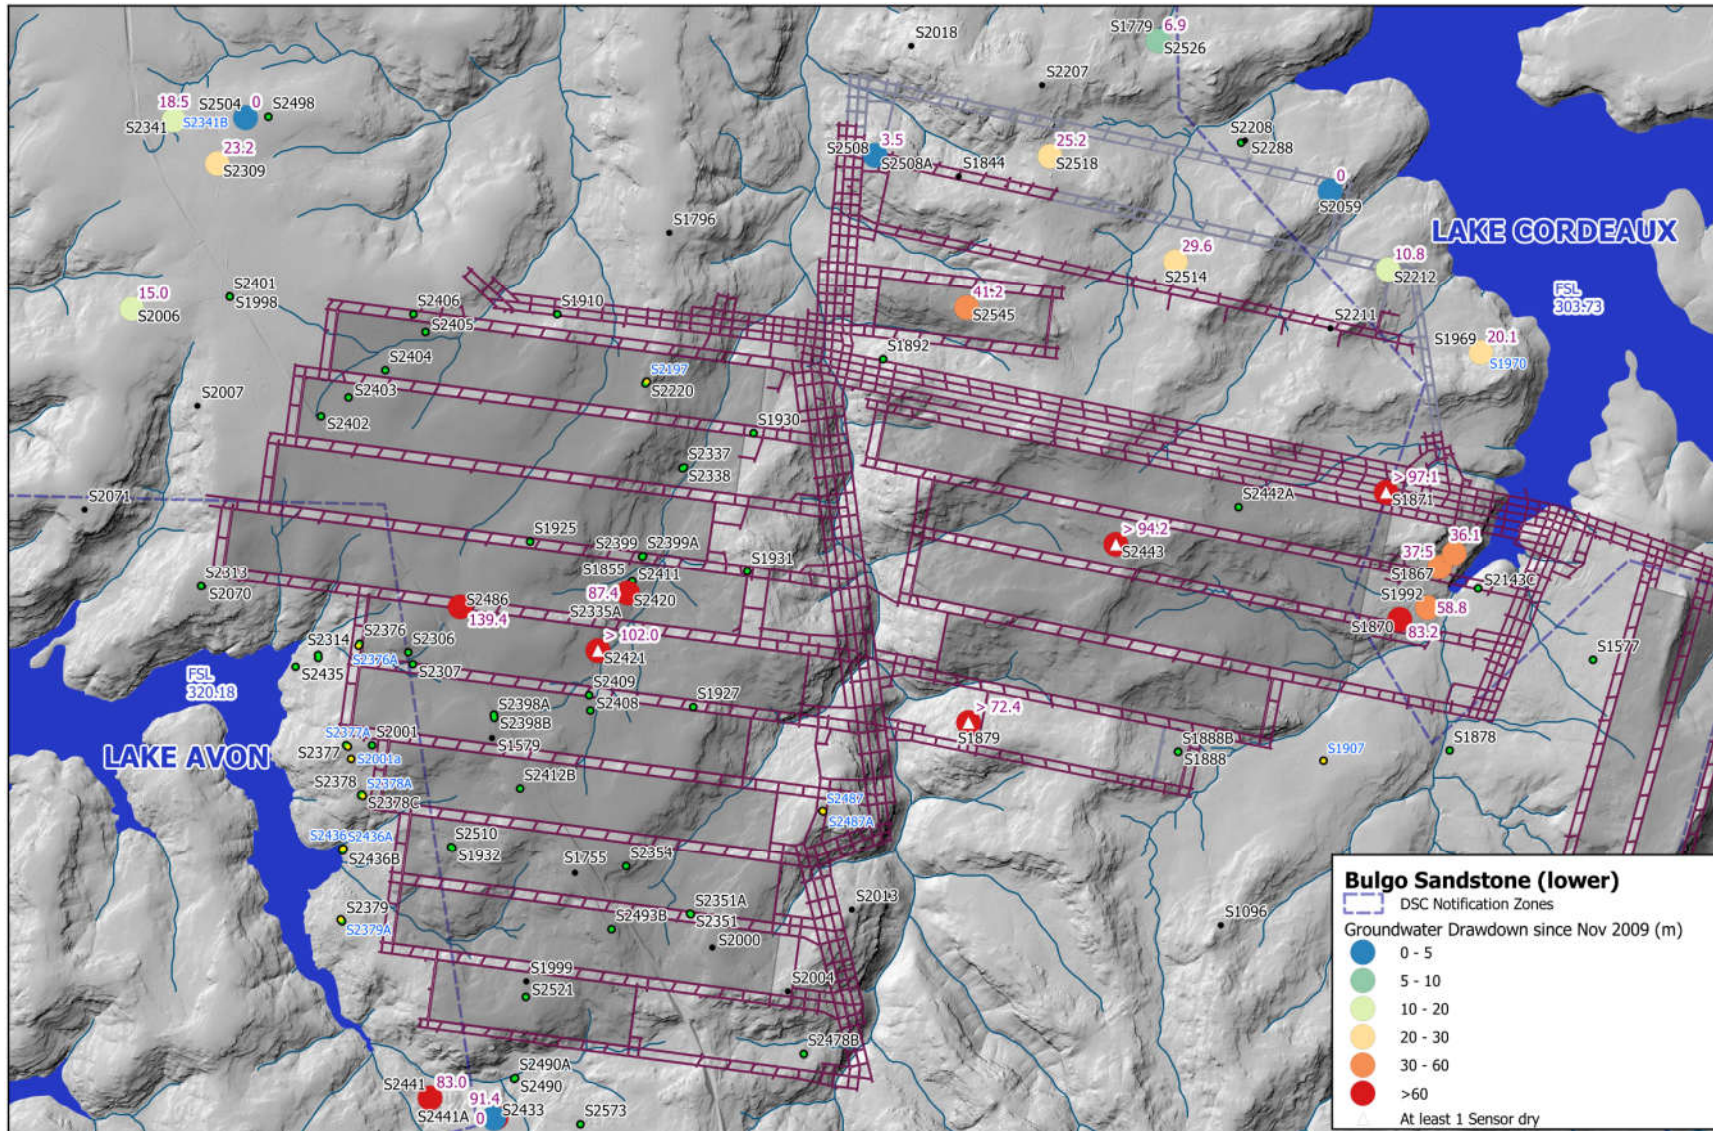 S1779 6.9
S2526
S2018
S2207
18.5
S2504 0 S2498
S2341 S2341B
23.2
S2309
S2508 3.5
S2508A
S1844
25.2
S2518
S2208
S2288
0
S2059
LAKE CORDEAUX
S1796
29.6
S2514
10.8
S2212
FSL
303.73
S2401
S1998
15.0
S2006
S2406
S2405
S1910
41.2
S2545
S2211
S1969 20.1
S1970
S1892
S2404
S2403
S2402
S2197
S2220
S2007
S1930
S2337
S2338
S2071
S2442A
> 97.1
S1871
S1925
S2399 S2399A
S1855 S2411
S1931
> 94.2
S2443
36.1
37.5
S1867
S2143C
S2313
S2070
S2486
139.4
87.4
S2420
S2335A
S1992
58.8
S1870 83.2
> 102.0
S2421
S2314 S2376
S2376A
S2306
S2307
S2435
S1577
FSL
320.18
S2409
S2408
S1927
S2398A
S2398B
S1579
> 72.4
S1879
S1888B
S1888
S1907
S1878
LAKE AVON
S2377A
S2377
S2001
S2001a
S2378 S2378A
S2378C
S2412B
S2487
S2487A
S2436 S2436A
S2436B
S2510
S1932
S1755
S2354
S2379
S2379A
S2351A
S2351
S2493B
S2000
S2013
S1096
S1999
S2521
S2004
S2478B
S2490A
S2490
S2441 83.0
S2441A
91.4
0
S2433
S2573
Bulgo Sandstone (lower)
DSC Notification Zones
Groundwater Drawdown since Nov 2009 (m)
0 - 5
5 - 10
10 - 20
20 - 30
30 - 60
>60
At least 1 Sensor dry